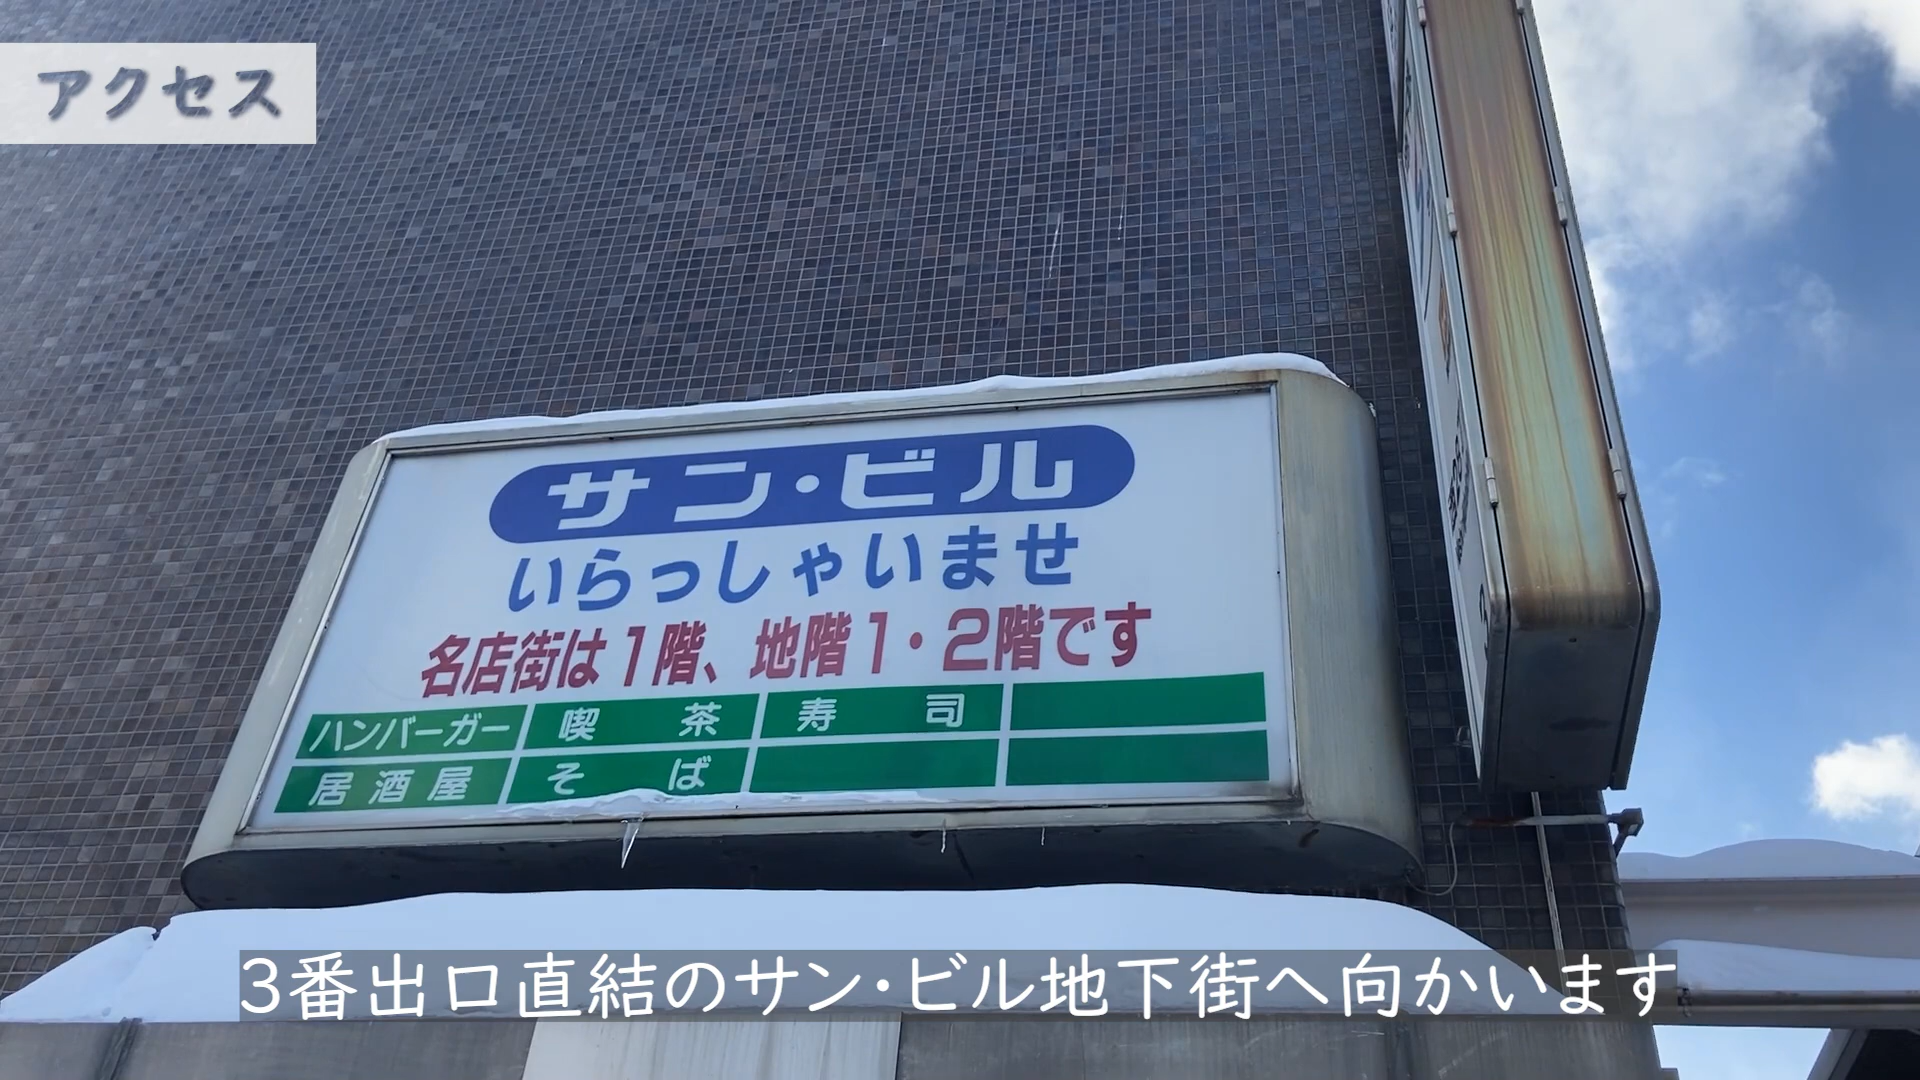 アクセス
サン・ビル
いらっしゃいませ
名店街は1階、地階1・2階です
ハンバーガー 喫茶 寿司
居酒屋 そば
3番出口直結のサン・ビル地下街へ向かいます